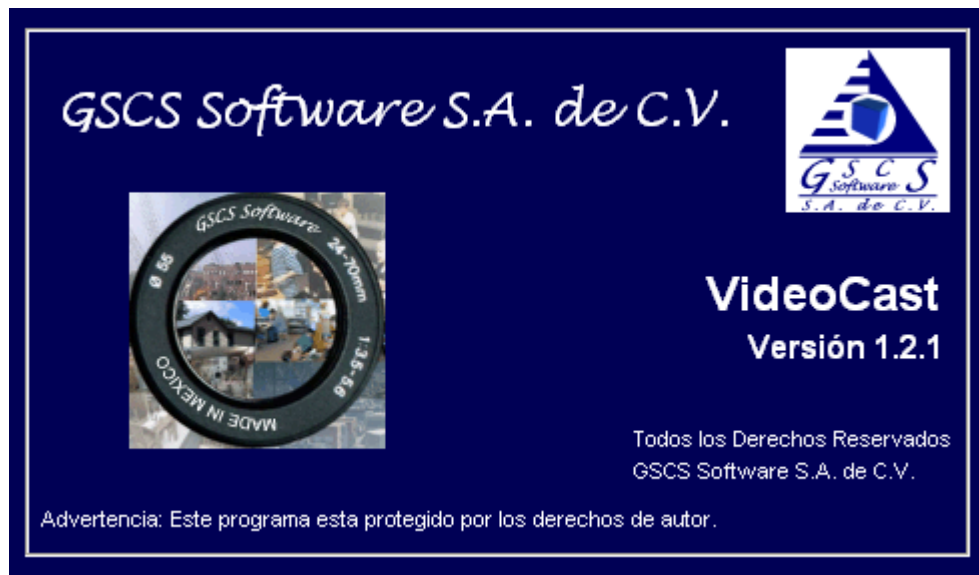 GSCS Software S.A. de C.V.
G S C S
Software
S.A. de C.V.
GSCS Software
24-70mm
1:3.5-5.6
MADE IN MEXICO
Ø 55
VideoCast
Versión 1.2.1
Todos los Derechos Reservados
GSCS Software S.A. de C.V.
Advertencia: Este programa esta protegido por los derechos de autor.